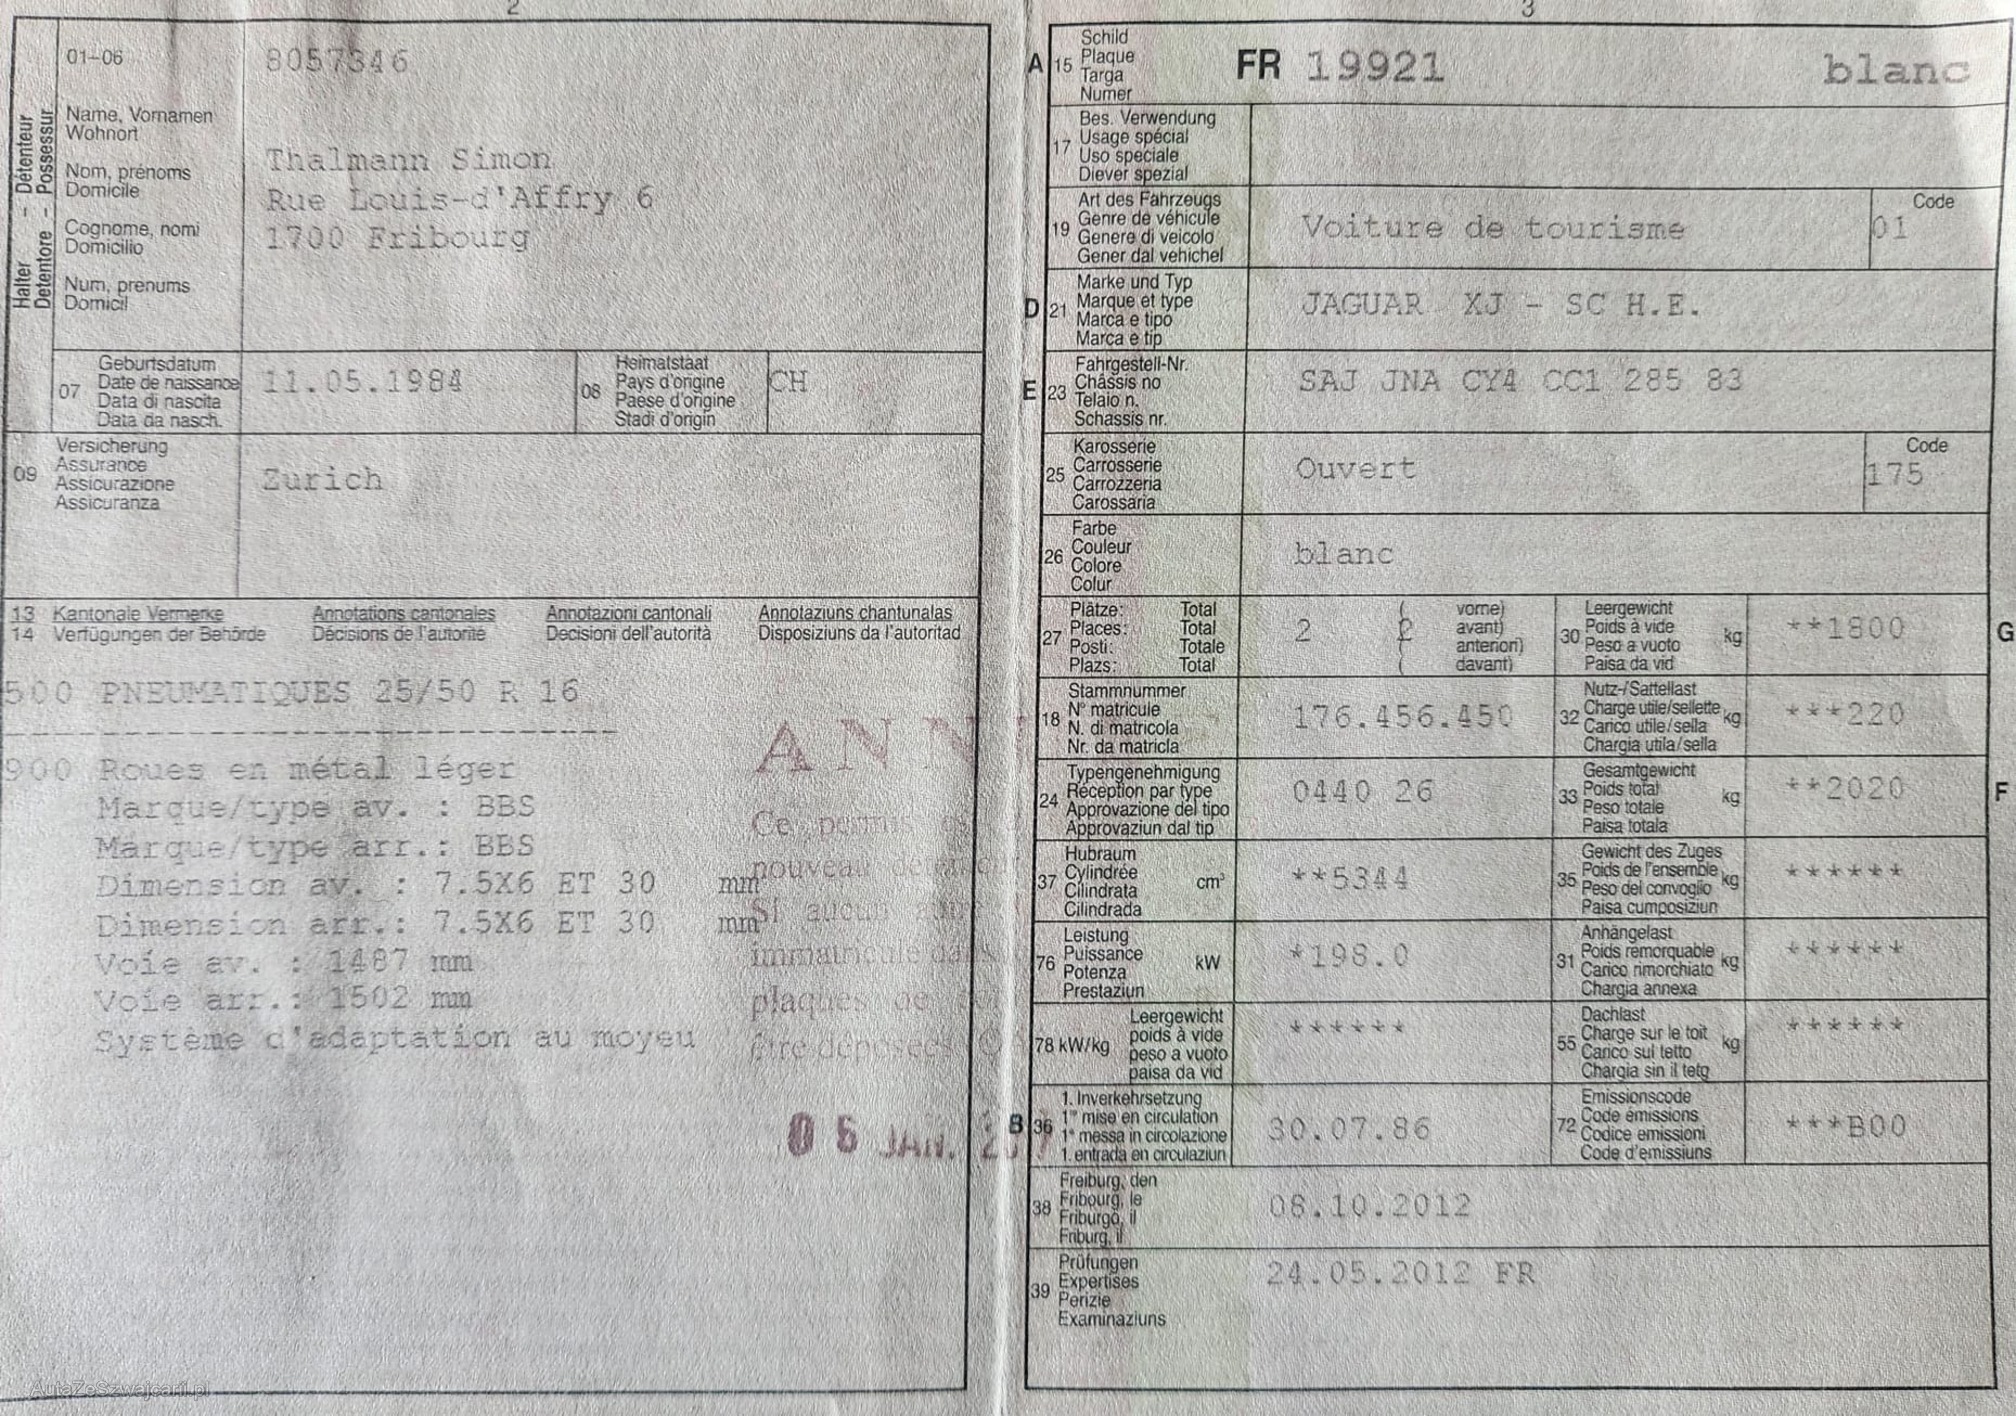 2
01–06
8057346
Halter - Détenteur
Detentore - Possessur
Name, Vornamen
Wohnort
Nom, prénoms
Domicile
Cognome, nomi
Domicilio
Num, prenums
Domicil
Thalmann Simon
Rue Louis-d'Affry 6
1700 Fribourg
07
Geburtsdatum
Date de naissance
Data di nascita
Data da nasch.
11.05.1984
08
Heimatstaat
Pays d'origine
Paese d'origine
Stadi d'origin
CH
09
Versicherung
Assurance
Assicurazione
Assicuranza
Zurich
13 Kantonale Vermerke Annotations cantonales Annotazioni cantonali Annotaziuns chantunalas
14 Verfügungen der Behörde Décisions de l'autorité Decisioni dell'autorità Disposiziuns da l'autoritad
500 PNEUMATIQUES 25/50 R 16
------------------------------
900 Roues en métal léger
Marque/type av. : BBS
Marque/type arr.: BBS
Dimension av. : 7.5X6 ET 30 mm
Dimension arr.: 7.5X6 ET 30 mm
Voie av. : 1487 mm
Voie arr.: 1502 mm
Système d'adaptation au moyeu
Ce
nouveau
Si aucun
immatriculé dans
plaques
être déposées
JAN.
AutaZeSzwajcarii.pl
3
A
15
Schild
Plaque
Targa
Numer
FR 19921 blanc
17
Bes. Verwendung
Usage spécial
Uso speciale
Diever spezial
19
Art des Fahrzeugs
Genre de véhicule
Genere di veicolo
Gener dal vehichel
Voiture de tourisme
Code
01
D
21
Marke und Typ
Marque et type
Marca e tipo
Marca e tip
JAGUAR XJ - SC H.E.
E
23
Fahrgestell-Nr.
Châssis no
Telaio n.
Schassis nr.
SAJ JNA CY4 CC1 285 83
25
Karosserie
Carrosserie
Carrozzeria
Carossaria
Ouvert
Code
175
26
Farbe
Couleur
Colore
Colur
blanc
27
Plätze: Total
Places: Total
Posti: Totale
Plazs: Total
2
( vorne)
( 2 avant)
( anteriori)
( davant)
30
Leergewicht
Poids à vide
Peso a vuoto
Paisa da vid
kg
**1800
G
18
Stammnummer
N° matricule
N. di matricola
Nr. da matricla
176.456.450
32
Nutz-/Sattellast
Charge utile/sellette
Carico utile/sella
Chargia utila/sella
kg
***220
24
Typengenehmigung
Réception par type
Approvazione del tipo
Approvaziun dal tip
0440 26
33
Gesamtgewicht
Poids total
Peso totale
Paisa totala
kg
**2020
F
37
Hubraum
Cylindrée
Cilindrata
Cilindrada
cm³
**5344
35
Gewicht des Zuges
Poids de l'ensemble
Peso del convoglio
Paisa cumposiziun
kg
******
76
Leistung
Puissance
Potenza
Prestaziun
kW
*198.0
31
Anhängelast
Poids remorquable
Carico rimorchiato
Chargia annexa
kg
******
78 kW/kg
Leergewicht
poids à vide
peso a vuoto
paisa da vid
******
55
Dachlast
Charge sur le toit
Carico sul tetto
Chargia sin il tetg
kg
******
B
36
1. Inverkehrsetzung
1re mise en circulation
1a messa in circolazione
1. entrada en circulaziun
30.07.86
72
Emissionscode
Code émissions
Codice emissioni
Code d'emissiuns
***B00
38
Freiburg, den
Fribourg, le
Friburgo, il
Friburg, il
08.10.2012
39
Prüfungen
Expertises
Perizie
Examinaziuns
24.05.2012 FR